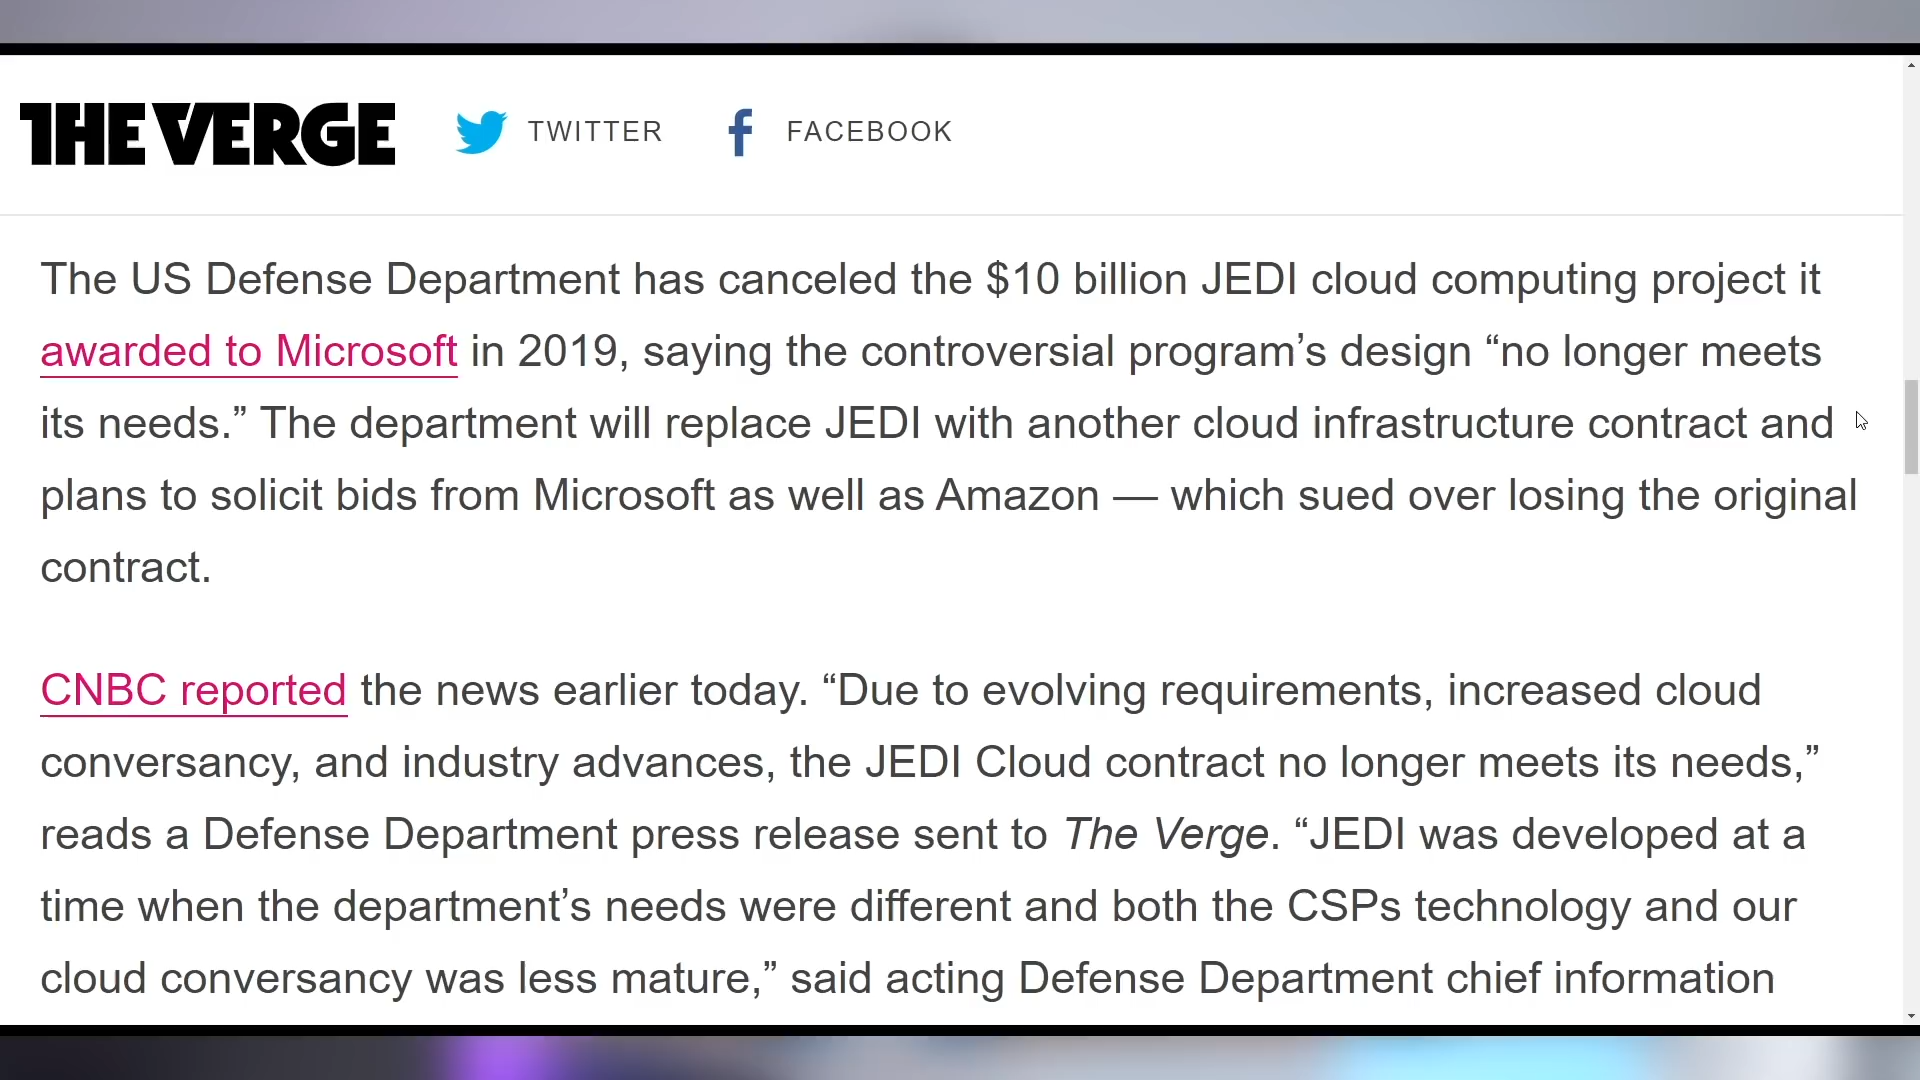 THE VERGE TWITTER FACEBOOK
The US Defense Department has canceled the $10 billion JEDI cloud computing project it
awarded to Microsoft in 2019, saying the controversial program’s design “no longer meets
its needs.” The department will replace JEDI with another cloud infrastructure contract and
plans to solicit bids from Microsoft as well as Amazon — which sued over losing the original
contract.
CNBC reported the news earlier today. “Due to evolving requirements, increased cloud
conversancy, and industry advances, the JEDI Cloud contract no longer meets its needs,”
reads a Defense Department press release sent to The Verge. “JEDI was developed at a
time when the department’s needs were different and both the CSPs technology and our
cloud conversancy was less mature,” said acting Defense Department chief information